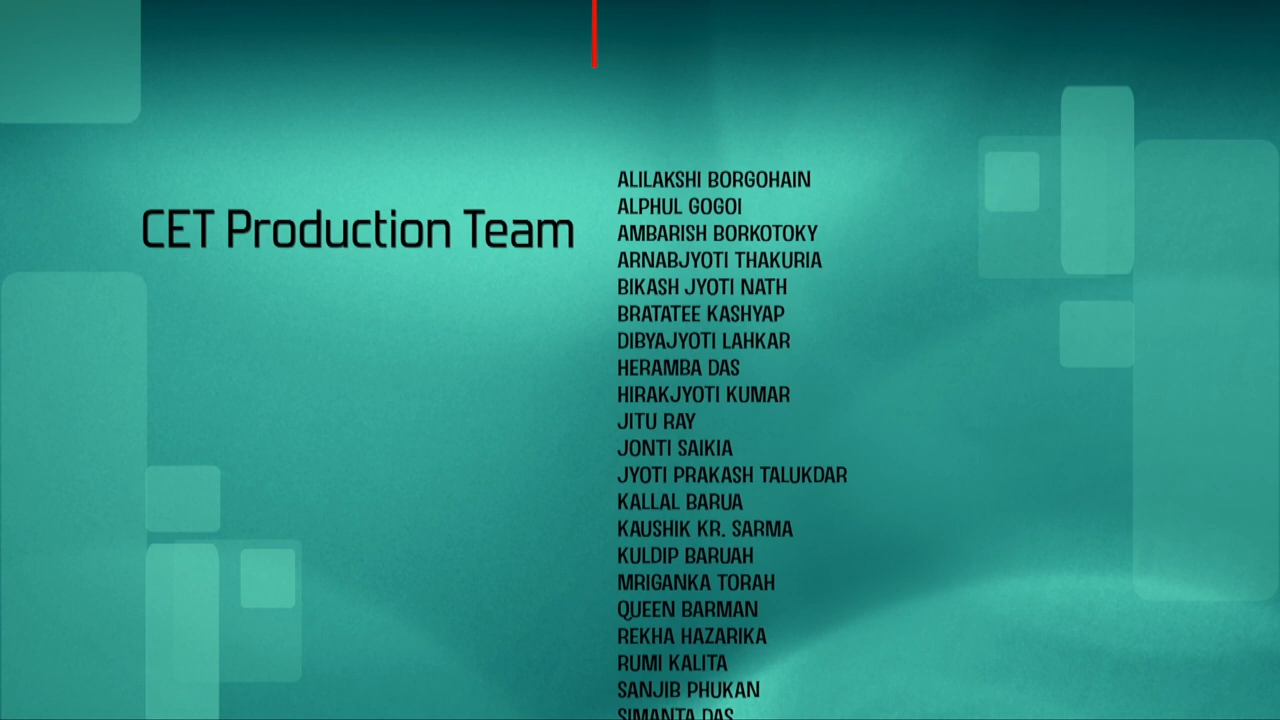 CET Production Team
ALILAKSHI BORGOHAIN
ALPHUL GOGOI
AMBARISH BORKOTOKY
ARNABJYOTI THAKURIA
BIKASH JYOTI NATH
BRATATEE KASHYAP
DIBYAJYOTI LAHKAR
HERAMBA DAS
HIRAKJYOTI KUMAR
JITU RAY
JONTI SAIKIA
JYOTI PRAKASH TALUKDAR
KALLAL BARUA
KAUSHIK KR. SARMA
KULDIP BARUAH
MRIGANKA TORAH
QUEEN BARMAN
REKHA HAZARIKA
RUMI KALITA
SANJIB PHUKAN
SIMANTA DAS